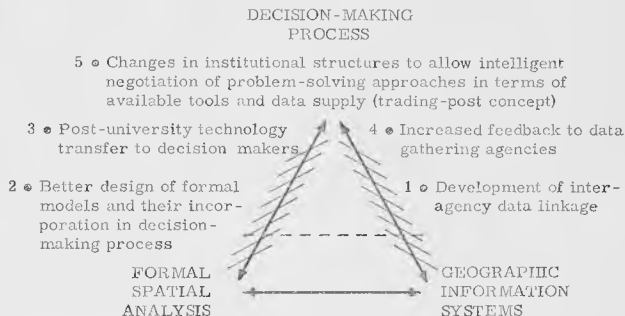 DECISION-MAKING
PROCESS
5 Changes in institutional structures to allow intelligent
negotiation of problem-solving approaches in terms of
available tools and data supply (trading-post concept)
3 Post-university technology
transfer to decision makers
4 Increased feedback to data
gathering agencies
2 Better design of formal
models and their incor-
poration in decision-
making process
1 Development of inter-
agency data linkage
FORMAL
SPATIAL
ANALYSIS
GEOGRAPHIC
INFORMATION
SYSTEMS